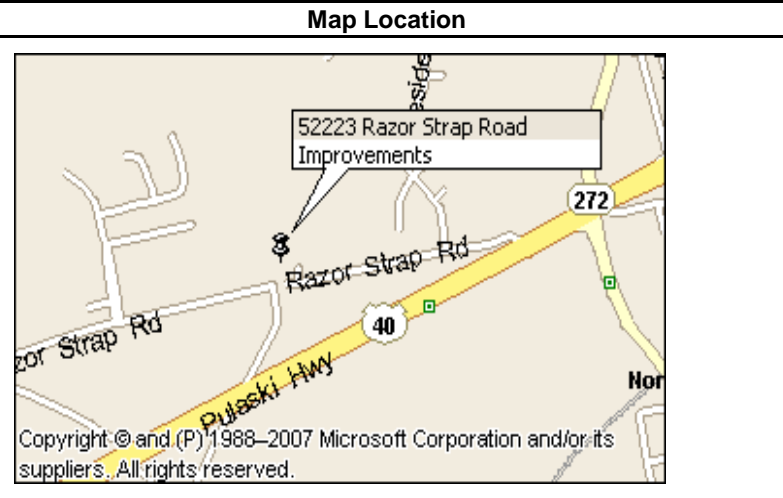 Map Location
eside
52223 Razor Strap Road
Improvements
272
Razor Strap Rd
40
zor Strap Rd
Pulaski Hwy
Nor
Copyright © and (P) 1988–2007 Microsoft Corporation and/or its
suppliers. All rights reserved.